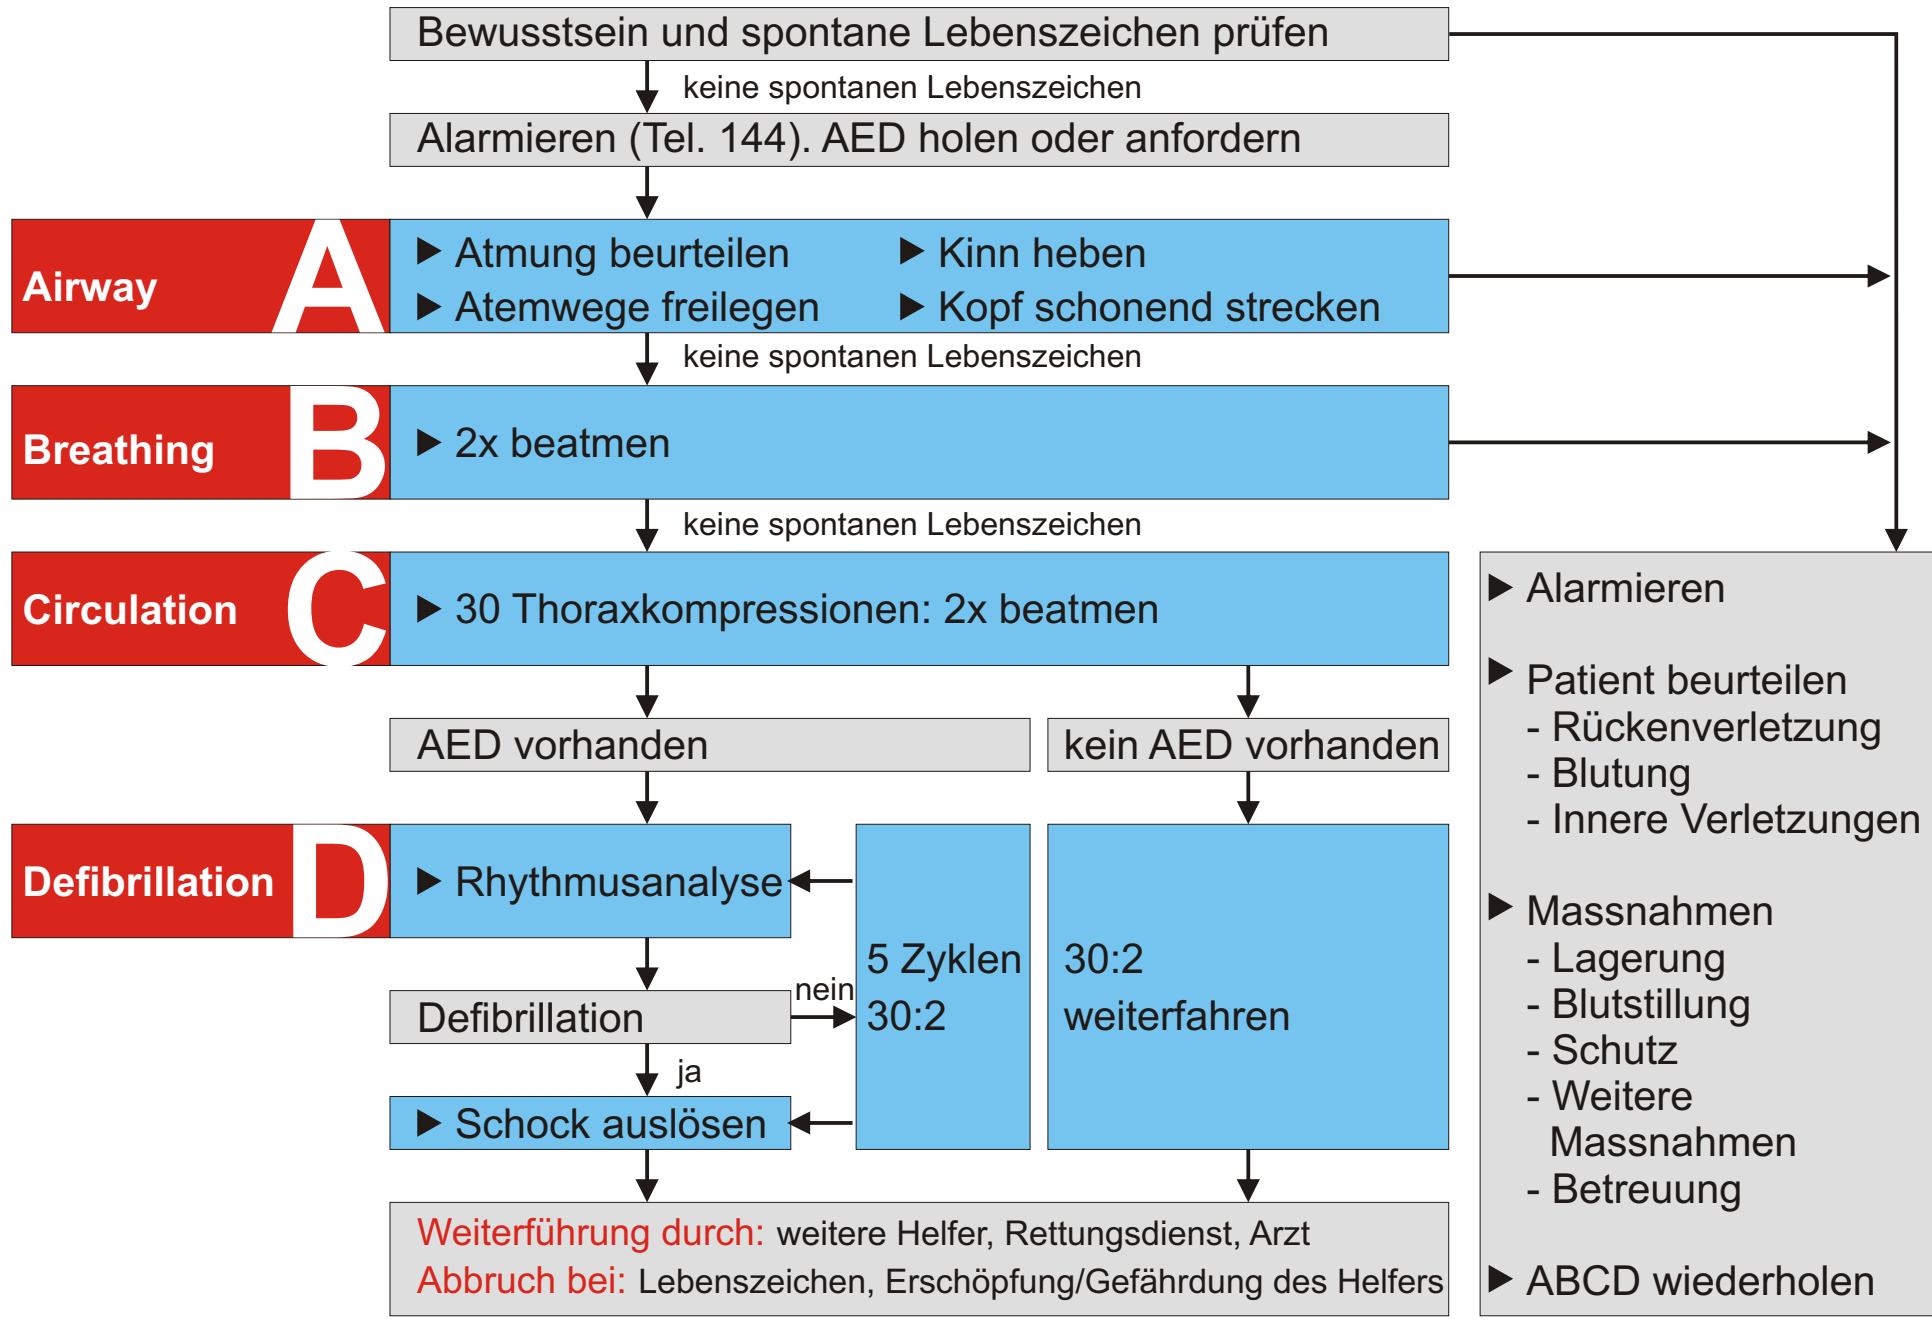 Bewusstsein und spontane Lebenszeichen prüfen
keine spontanen Lebenszeichen
Alarmieren (Tel. 144). AED holen oder anfordern
Airway A
Atmung beurteilen
Kinn heben
Atemwege freilegen
Kopf schonend strecken
keine spontanen Lebenszeichen
Breathing B
2x beatmen
keine spontanen Lebenszeichen
Circulation C
30 Thoraxkompressionen: 2x beatmen
AED vorhanden
kein AED vorhanden
Defibrillation D
Rhythmusanalyse
5 Zyklen
30:2
30:2
weiterfahren
Defibrillation
nein
ja
Schock auslösen
Weiterführung durch: weitere Helfer, Rettungsdienst, Arzt
Abbruch bei: Lebenszeichen, Erschöpfung/Gefährdung des Helfers
Alarmieren
Patient beurteilen
- Rückenverletzung
- Blutung
- Innere Verletzungen
Massnahmen
- Lagerung
- Blutstillung
- Schutz
- Weitere
Massnahmen
- Betreuung
ABCD wiederholen